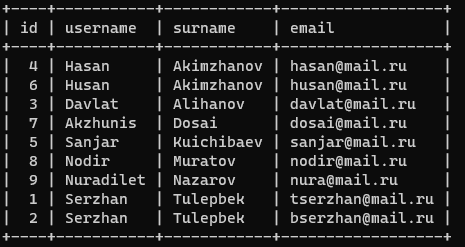 +----+-----------+-----------+------------------+
| id | username  | surname   | email            |
+----+-----------+-----------+------------------+
|  4 | Hasan     | Akimzhanov | hasan@mail.ru    |
|  6 | Husan     | Akimzhanov | husan@mail.ru    |
|  3 | Davlat    | Alihanov  | davlat@mail.ru   |
|  7 | Akzhunis  | Dosai     | dosai@mail.ru    |
|  5 | Sanjar    | Kuichibaev | sanjar@mail.ru   |
|  8 | Nodir     | Muratov   | nodir@mail.ru    |
|  9 | Nuradilet | Nazarov   | nura@mail.ru     |
|  1 | Serzhan   | Tulepbek  | tserzhan@mail.ru |
|  2 | Serzhan   | Tulepbek  | bserzhan@mail.ru |
+----+-----------+-----------+------------------+